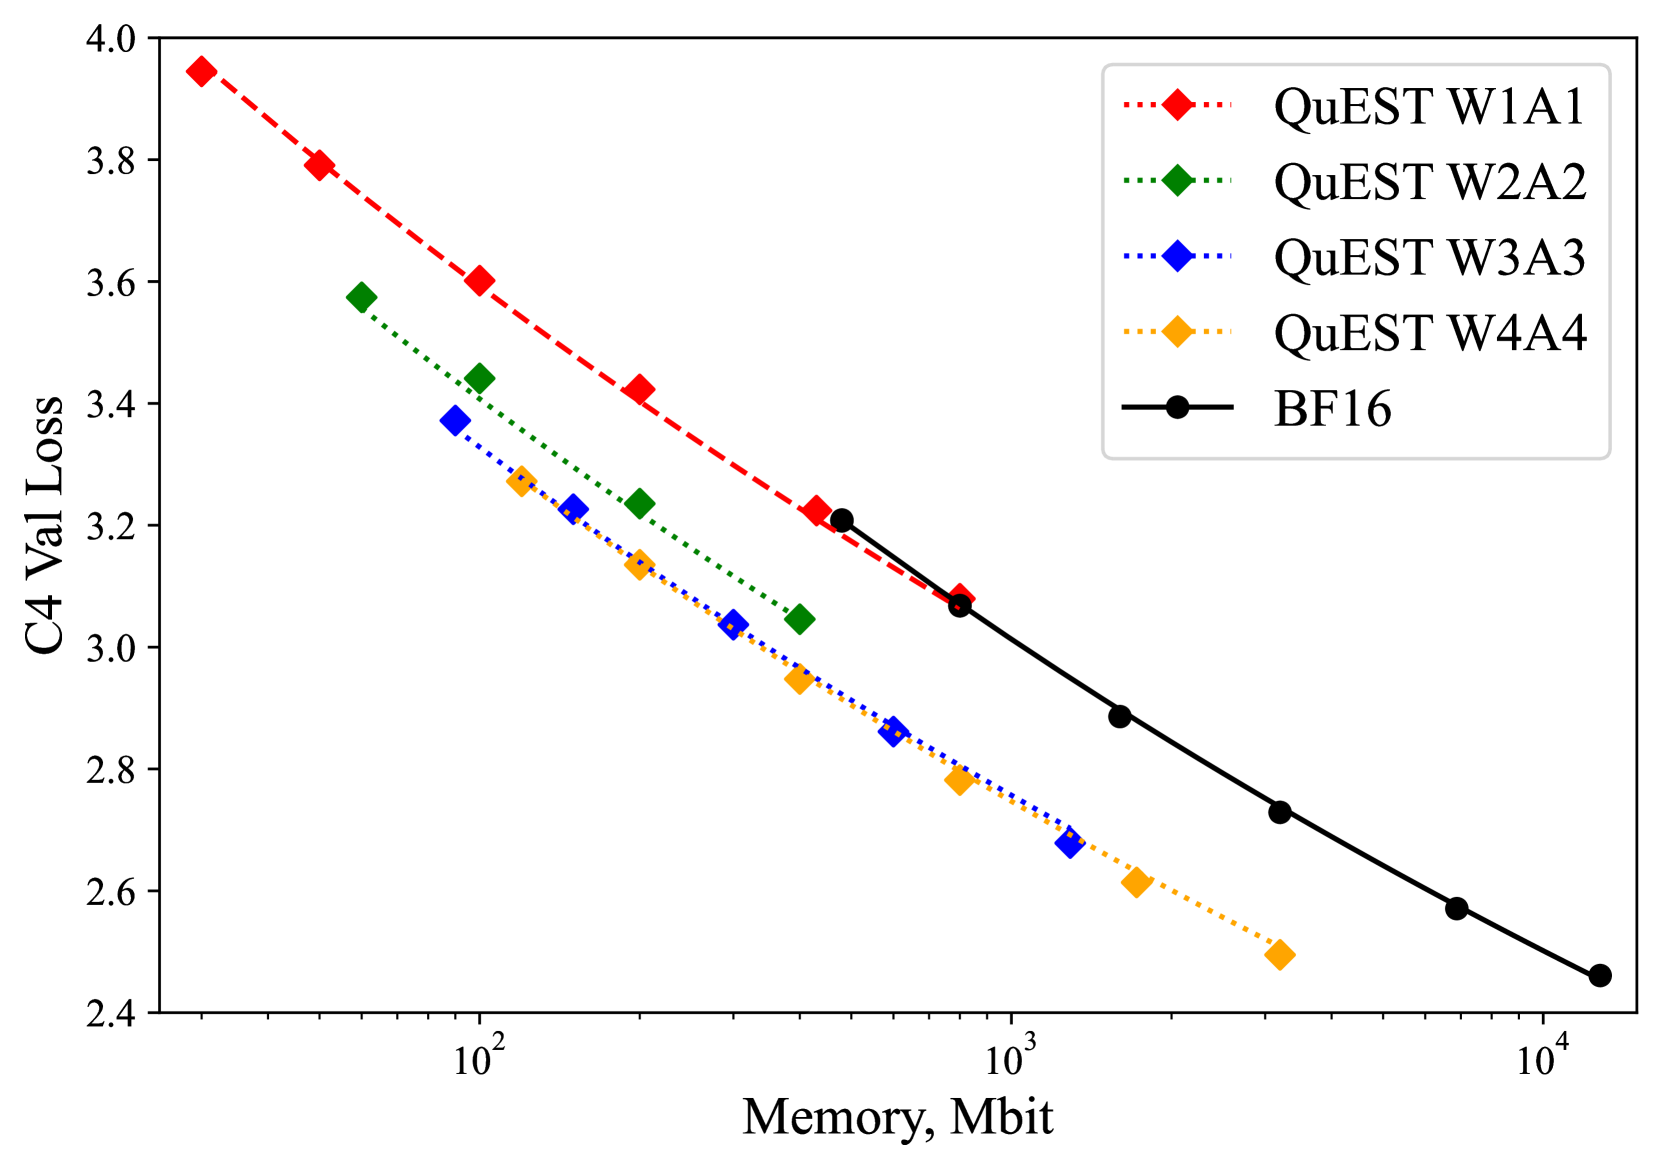 4.0
3.8
3.6
3.4
3.2
3.0
2.8
2.6
2.4
C4 Val Loss
QuEST W1A1
QuEST W2A2
QuEST W3A3
QuEST W4A4
BF16
10²
10³
10⁴
Memory, Mbit